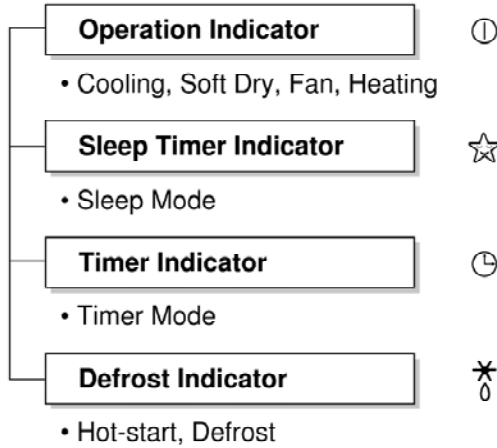 Operation Indicator
• Cooling, Soft Dry, Fan, Heating
Sleep Timer Indicator
• Sleep Mode
Timer Indicator
• Timer Mode
Defrost Indicator
• Hot-start, Defrost